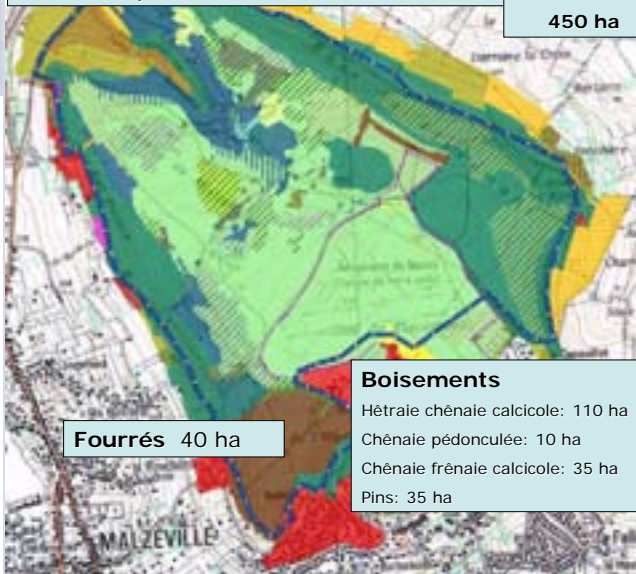 450 ha
Boisements
Hêtraie chênaie calcicole: 110 ha
Chênaie pédonculée: 10 ha
Chênaie frênaie calcicole: 35 ha
Pins: 35 ha
Fourrés 40 ha
MALZEVILLE